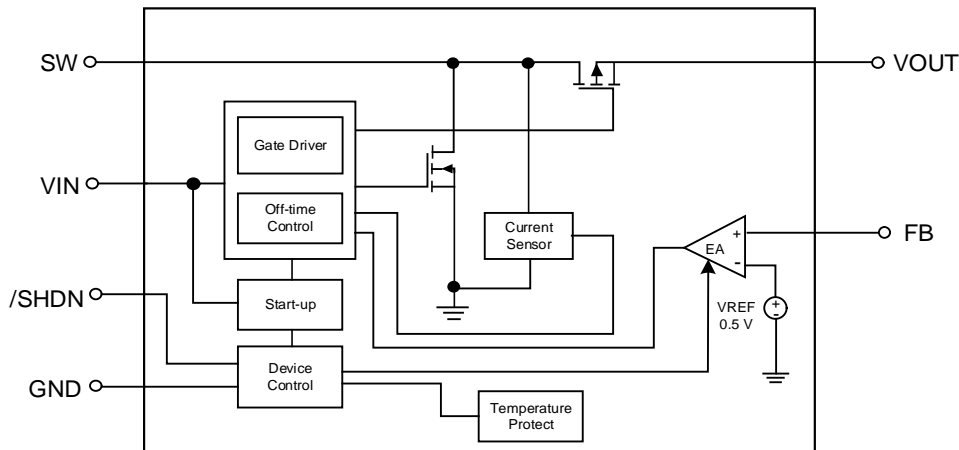 SW
VOUT
Gate Driver
VIN
Off-time
Control
Current
Sensor
+
EA
-
FB
/SHDN
Start-up
VREF
0.5 V
+
-
Device
Control
GND
Temperature
Protect